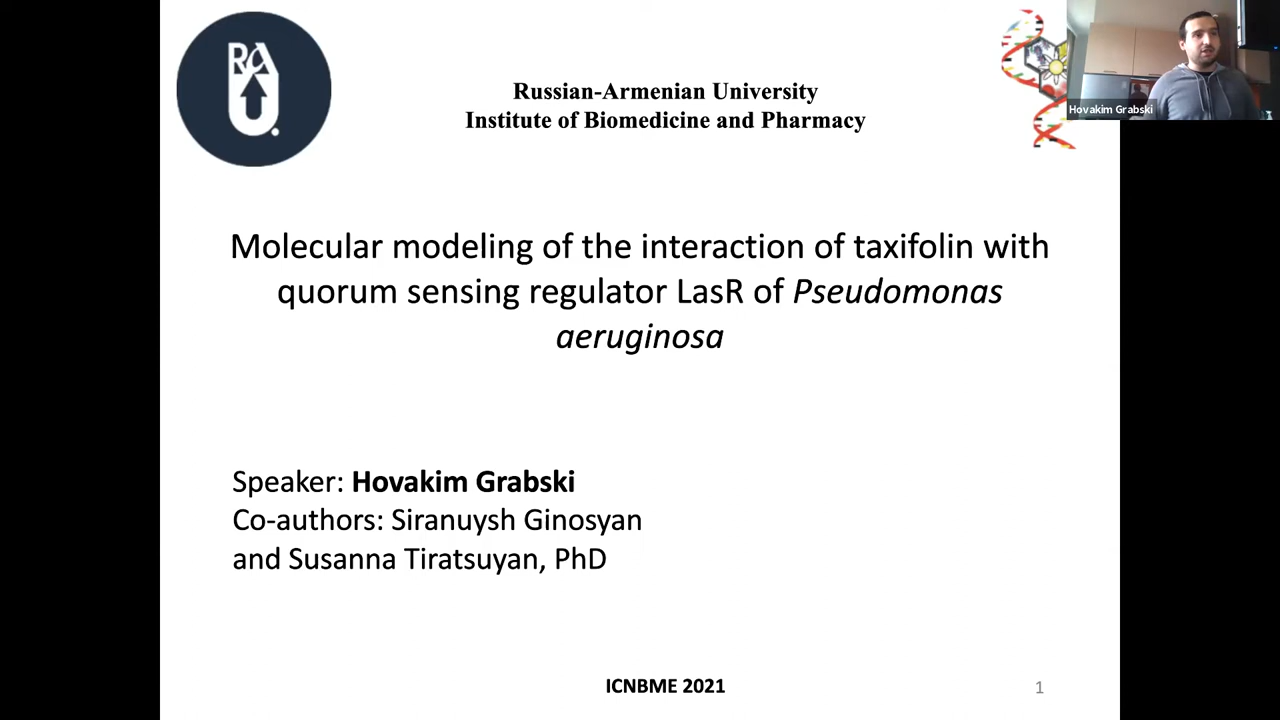 RAU
Russian-Armenian University
Institute of Biomedicine and Pharmacy
Hovakim Grabski
Molecular modeling of the interaction of taxifolin with
quorum sensing regulator LasR of Pseudomonas
aeruginosa
Speaker: Hovakim Grabski
Co-authors: Siranuysh Ginosyan
and Susanna Tiratsuyan, PhD
ICNBME 2021
1